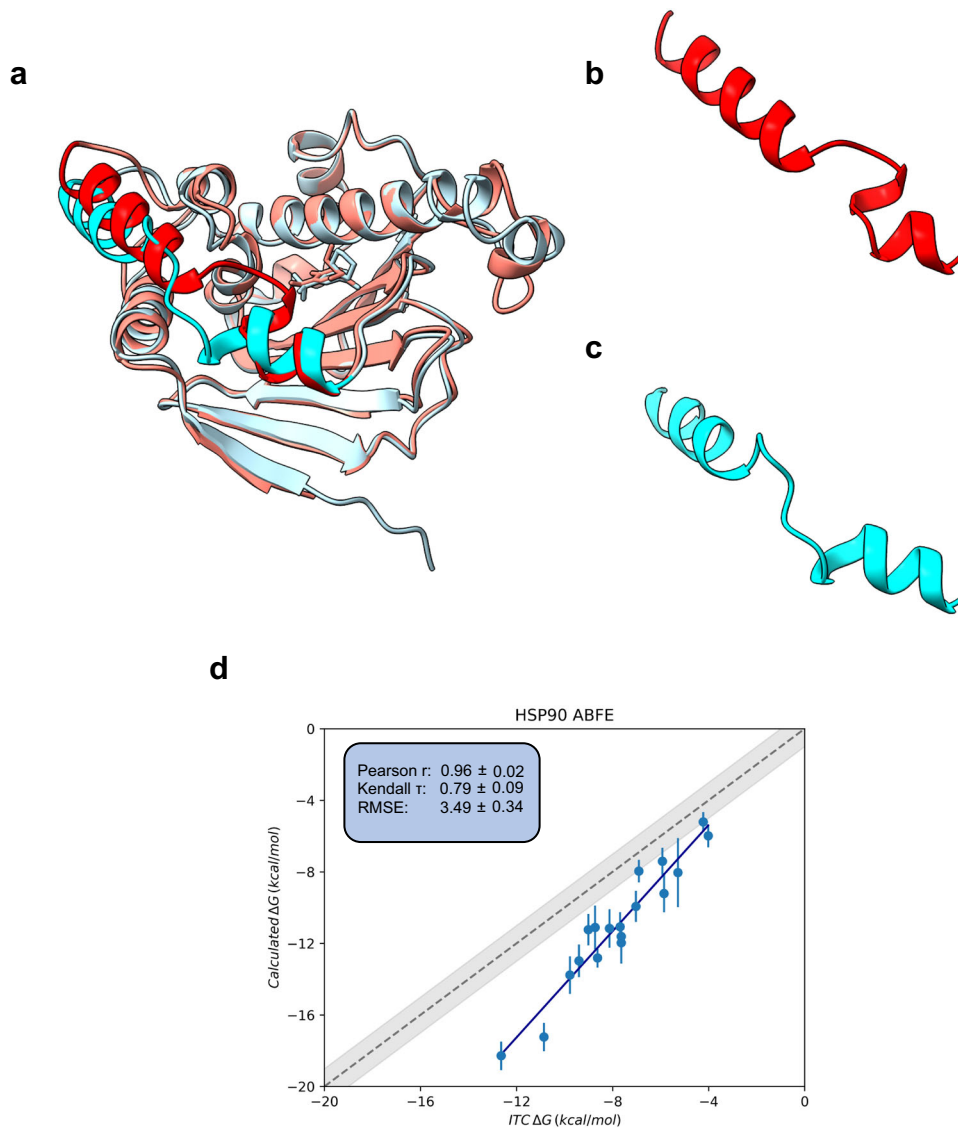 a
b
c
d
HSP90 ABFE
Pearson r: 0.96 ± 0.02
Kendall τ: 0.79 ± 0.09
RMSE: 3.49 ± 0.34
0
−4
−8
−12
−16
−20
Calculated ΔG (kcal/mol)
−20 −16 −12 −8 −4 0
ITC ΔG (kcal/mol)